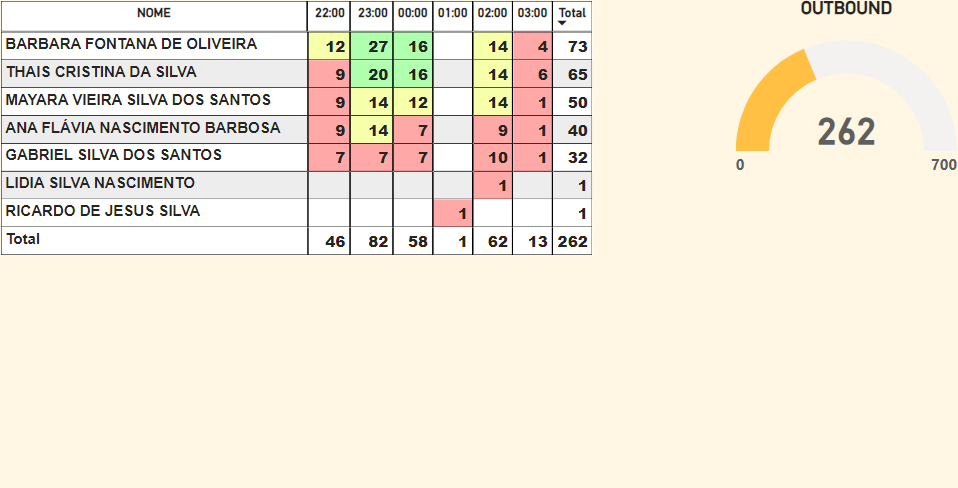 NOME 22:00 23:00 00:00 01:00 02:00 03:00 Total
BARBARA FONTANA DE OLIVEIRA 12 27 16 14 4 73
THAIS CRISTINA DA SILVA 9 20 16 14 6 65
MAYARA VIEIRA SILVA DOS SANTOS 9 14 12 14 1 50
ANA FLÁVIA NASCIMENTO BARBOSA 9 14 7 9 1 40
GABRIEL SILVA DOS SANTOS 7 7 7 10 1 32
LIDIA SILVA NASCIMENTO 1 1
RICARDO DE JESUS SILVA 1 1
Total 46 82 58 1 62 13 262
OUTBOUND
262
0 700